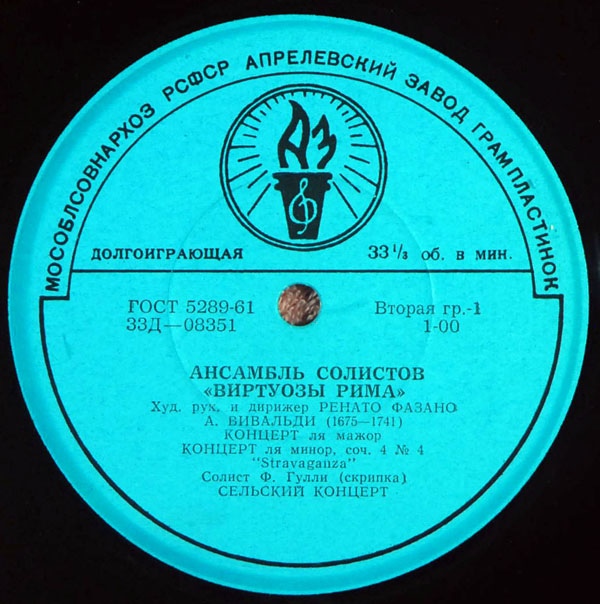 МОСОБЛСОВНАРХОЗ РСФСР АПРЕЛЕВСКИЙ ЗАВОД ГРАМПЛАСТИНОК
АЗ
ДОЛГОИГРАЮЩАЯ 33⅓ об. в мин.
ГОСТ 5289-61 Вторая гр.-1
33Д—08351 1-00
АНСАМБЛЬ СОЛИСТОВ
«ВИРТУОЗЫ РИМА»
Худ. рук. и дирижер РЕНАТО ФАЗАНО
А. ВИВАЛЬДИ (1675—1741)
КОНЦЕРТ ля мажор
КОНЦЕРТ ля минор, соч. 4 № 4
"Stravaganza"
Солист Ф. Гулли (скрипка)
СЕЛЬСКИЙ КОНЦЕРТ